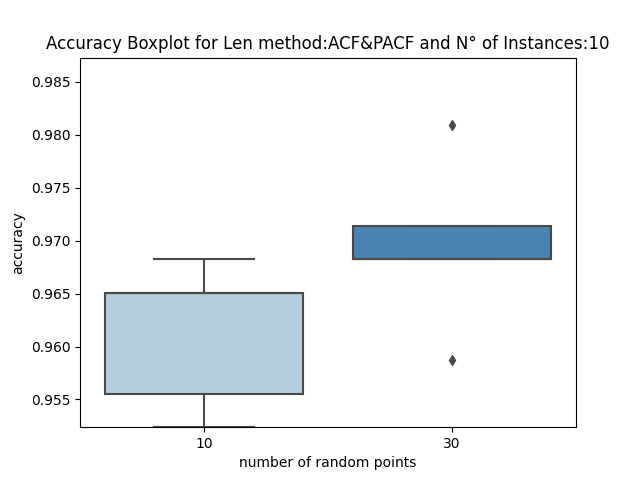 Accuracy Boxplot for Len method:ACF&PACF and N° of Instances:10
0.985
0.980
0.975
0.970
0.965
0.960
0.955
accuracy
10 30
number of random points